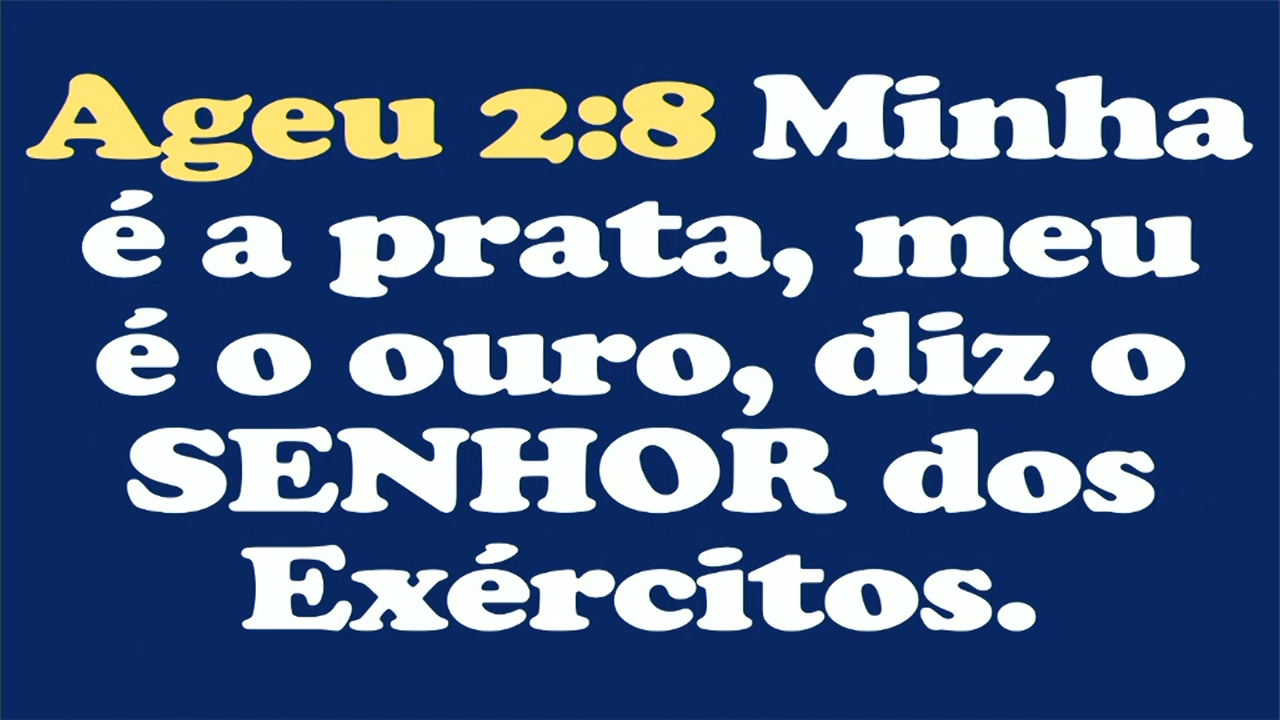 Ageu 2:8 Minha
é a prata, meu
é o ouro, diz o
SENHOR dos
Exércitos.